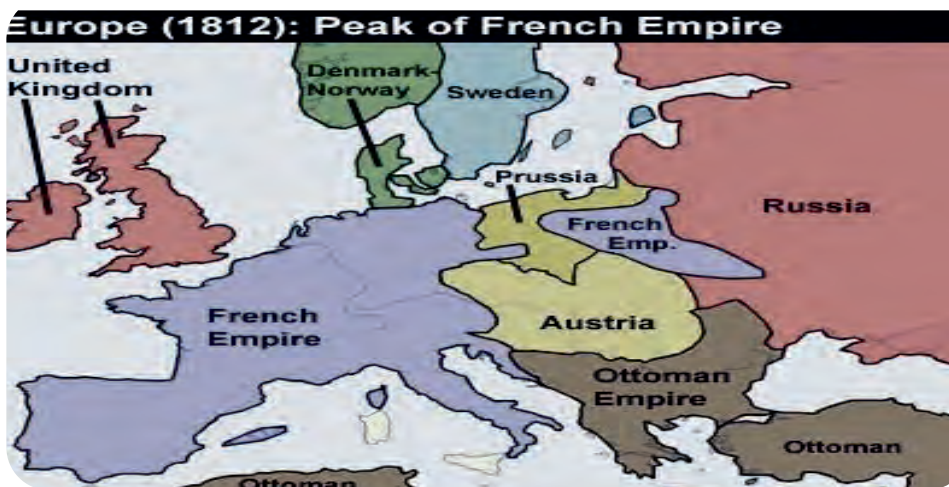 Europe (1812): Peak of French Empire
United
Kingdom
Denmark-
Norway
Sweden
Prussia
French
Emp.
Russia
French
Empire
Austria
Ottoman
Empire
Ottoman
Ottoman